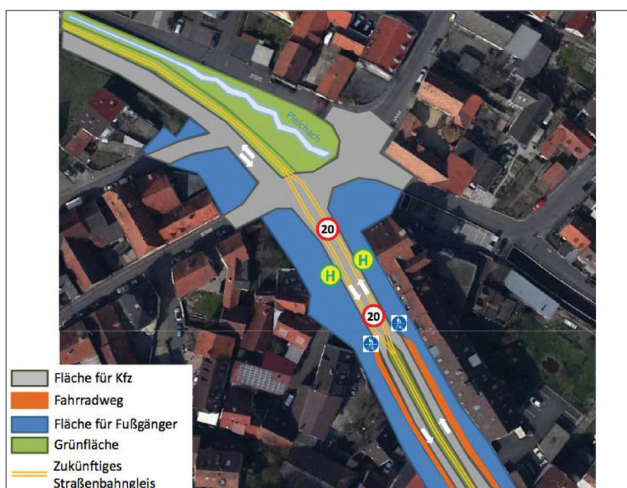 Pleichach
20
H
H
20
Fläche für Kfz
Fahrradweg
Fläche für Fußgänger
Grünfläche
Zukünftiges
Straßenbahngleis